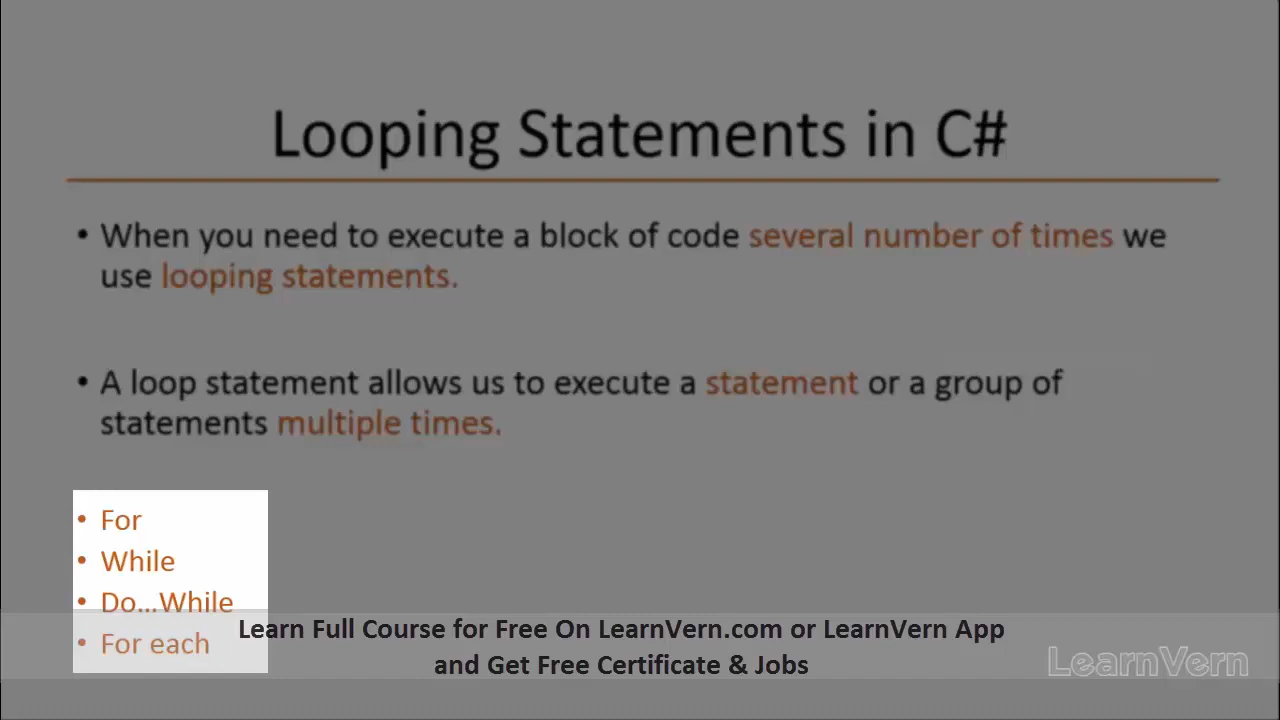 Looping Statements in C#
• When you need to execute a block of code several number of times we
use looping statements.
• A loop statement allows us to execute a statement or a group of
statements multiple times.
• For
• While
• Do...While
• For each
Learn Full Course for Free On LearnVern.com or LearnVern App
and Get Free Certificate & Jobs
LearnVern